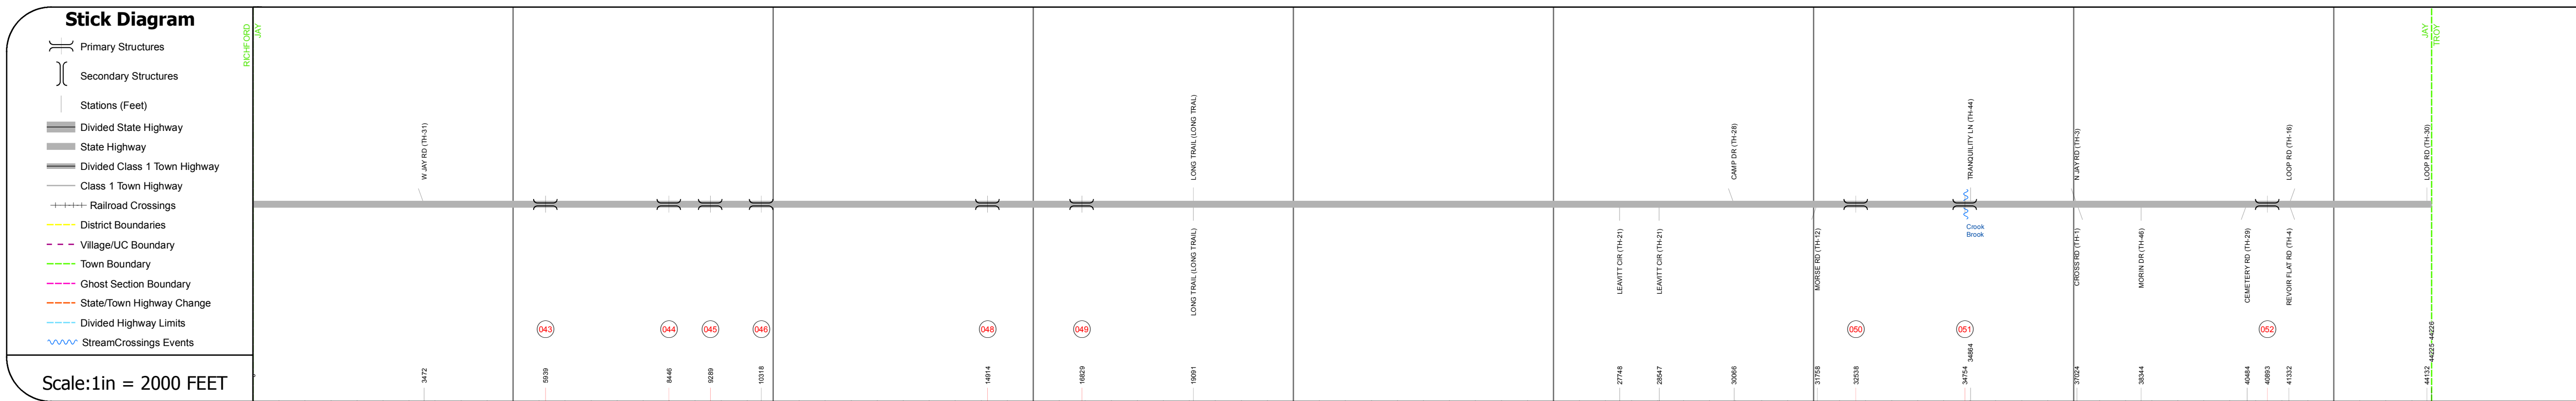 Stick Diagram
Primary Structures
Secondary Structures
Stations (Feet)
Divided State Highway
State Highway
Divided Class 1 Town Highway
Class 1 Town Highway
Railroad Crossings
District Boundaries
Village/UC Boundary
Town Boundary
Ghost Section Boundary
State/Town Highway Change
Divided Highway Limits
StreamCrossings Events
Scale:1in = 2000 FEET
RICHFORD
JAY
JAY
TROY
W JAY RD (TH-31)
LONG TRAIL (LONG TRAL)
CAMP DR (TH-28)
TRANQUILITY LN (TH-44)
N JAY RD (TH-3)
LOOP RD (TH-16)
LOOP RD (TH-30)
Crook
Brook
LONG TRAIL (LONG TRAIL)
LEAVITT CIR (TH-21)
LEAVITT CIR (TH-21)
MORSE RD (TH-12)
CROSS RD (TH-1)
MORIN DR (TH-46)
CEMETERY RD (TH-29)
REVOIR FLAT RD (TH-4)
043
044
045
046
048
049
050
051
052
3472
5939
8446
9289
10318
14914
16829
19091
27748
28547
30066
31758
32538
34754
34864
37024
38344
40484
40893
41332
44132
44225
44226